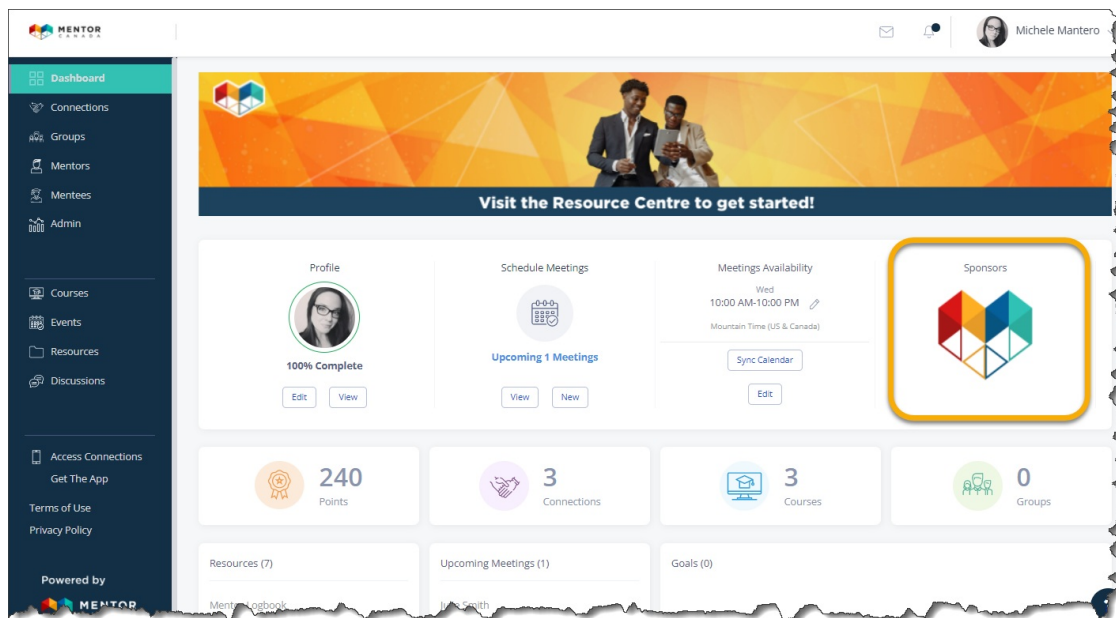 MENTOR
CANADA
Michele Mantero
Dashboard
Connections
Groups
Mentors
Mentees
Admin
Courses
Events
Resources
Discussions
Access Connections
Get The App
Terms of Use
Privacy Policy
Powered by
MENTOR
Visit the Resource Centre to get started!
Profile
100% Complete
Edit View
Schedule Meetings
Upcoming 1 Meetings
View New
Meetings Availability
Wed
10:00 AM-10:00 PM
Mountain Time (US & Canada)
Sync Calendar
Edit
Sponsors
240
Points
3
Connections
3
Courses
0
Groups
Resources (7)
Mentor Logbook
Upcoming Meetings (1)
Smith
Goals (0)